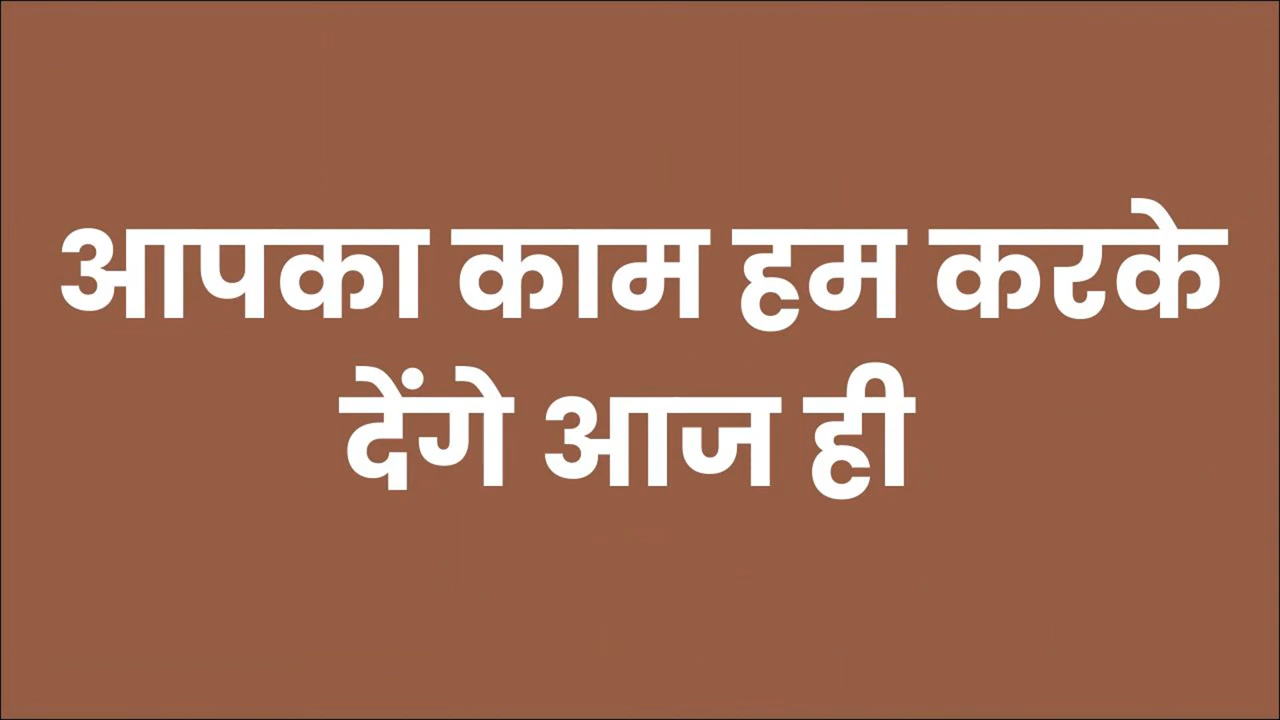 आपका काम हम करके
देंगे आज ही